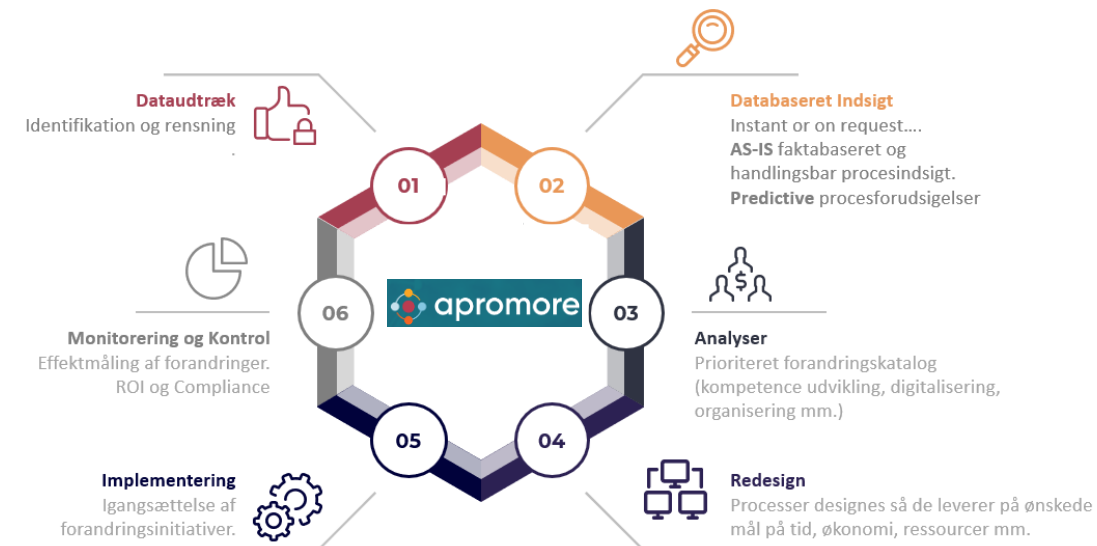 Dataudtræk
Identifikation og rensning
.
01
02
Databaseret Indsigt
Instant or on request....
AS-IS faktabaseret og
handlingsbar procesindsigt.
Predictive procesforudsigelser
06
apromore
03
$
Monitorering og Kontrol
Effektmåling af forandringer.
ROI og Compliance
Analyser
Prioriteret forandringskatalog
(kompetence udvikling, digitalisering,
organisering mm.)
05
04
Implementering
Igangsættelse af
forandringsinitiativer.
Redesign
Processer designes så de leverer på ønskede
mål på tid, økonomi, ressourcer mm.